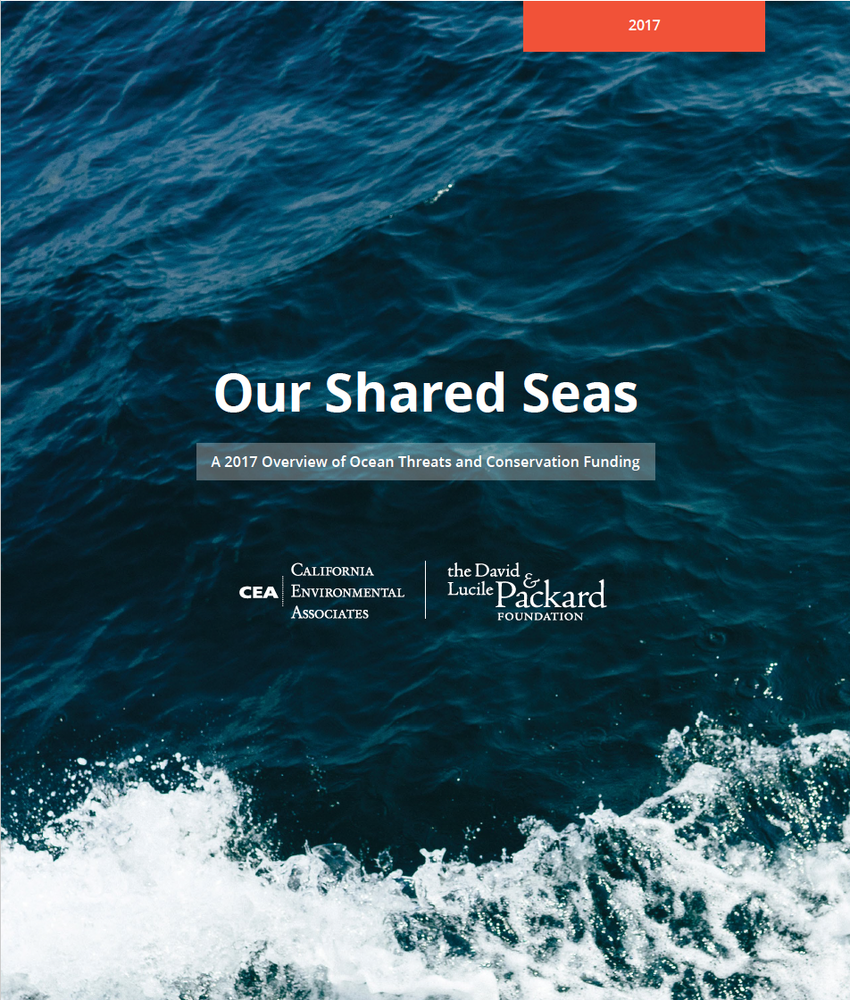 2017
Our Shared Seas
A 2017 Overview of Ocean Threats and Conservation Funding
CEA
California
Environmental
Associates
the David &
Lucile Packard
FOUNDATION